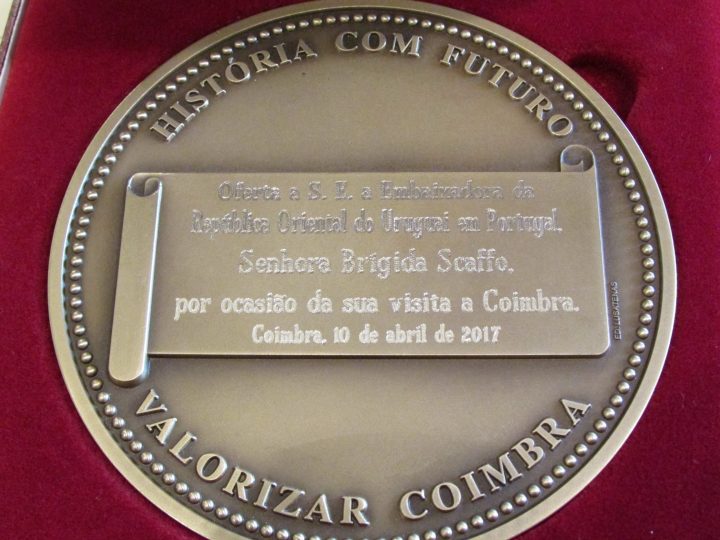 HISTÓRIA COM FUTURO
Oferta a S. E. a Embaixadora da
República Oriental do Uruguai em Portugal,
Senhora Brígida Scaffo,
por ocasião da sua visita a Coimbra.
Coimbra, 10 de abril de 2017
VALORIZAR COIMBRA